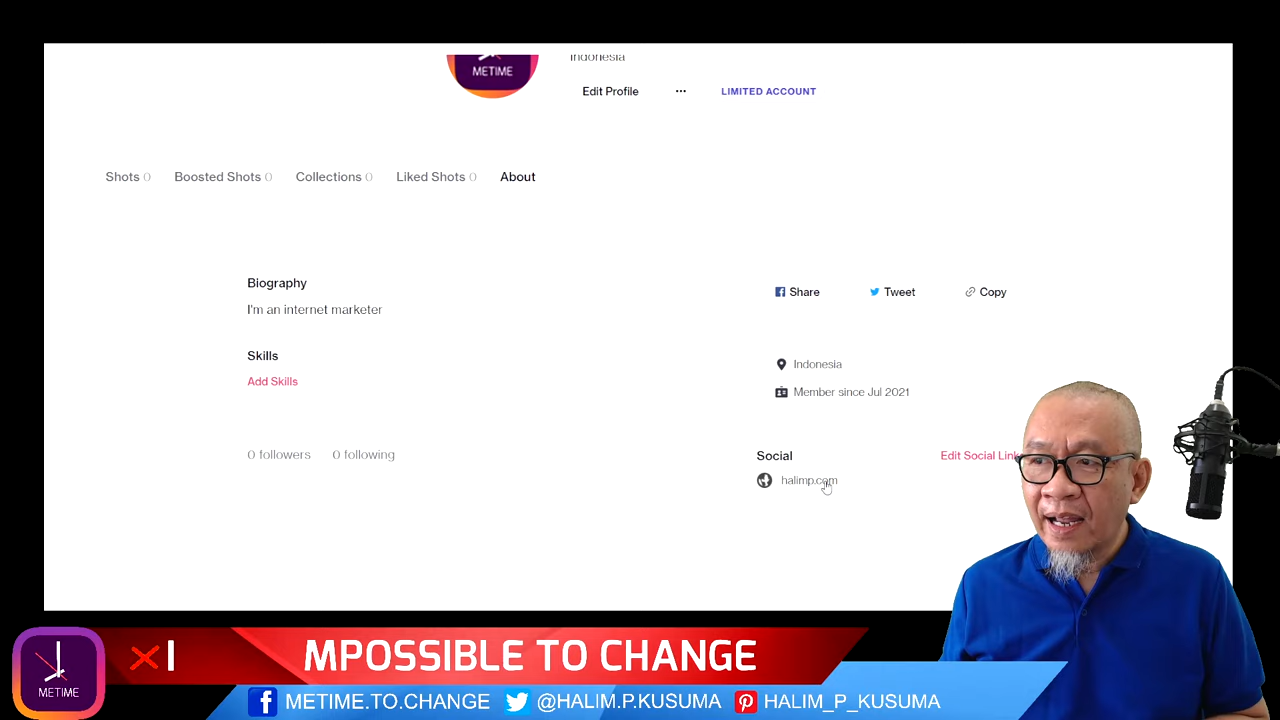 Indonesia
METIME
Edit Profile ... LIMITED ACCOUNT
Shots 0 Boosted Shots 0 Collections 0 Liked Shots 0 About
Biography
I'm an internet marketer
Share Tweet Copy
Skills
Add Skills
Indonesia
Member since Jul 2021
0 followers 0 following
Social Edit Social Link
halimp.com
I MPOSSIBLE TO CHANGE
METIME
METIME.TO.CHANGE @HALIM.P.KUSUMA HALIM_P_KUSUMA